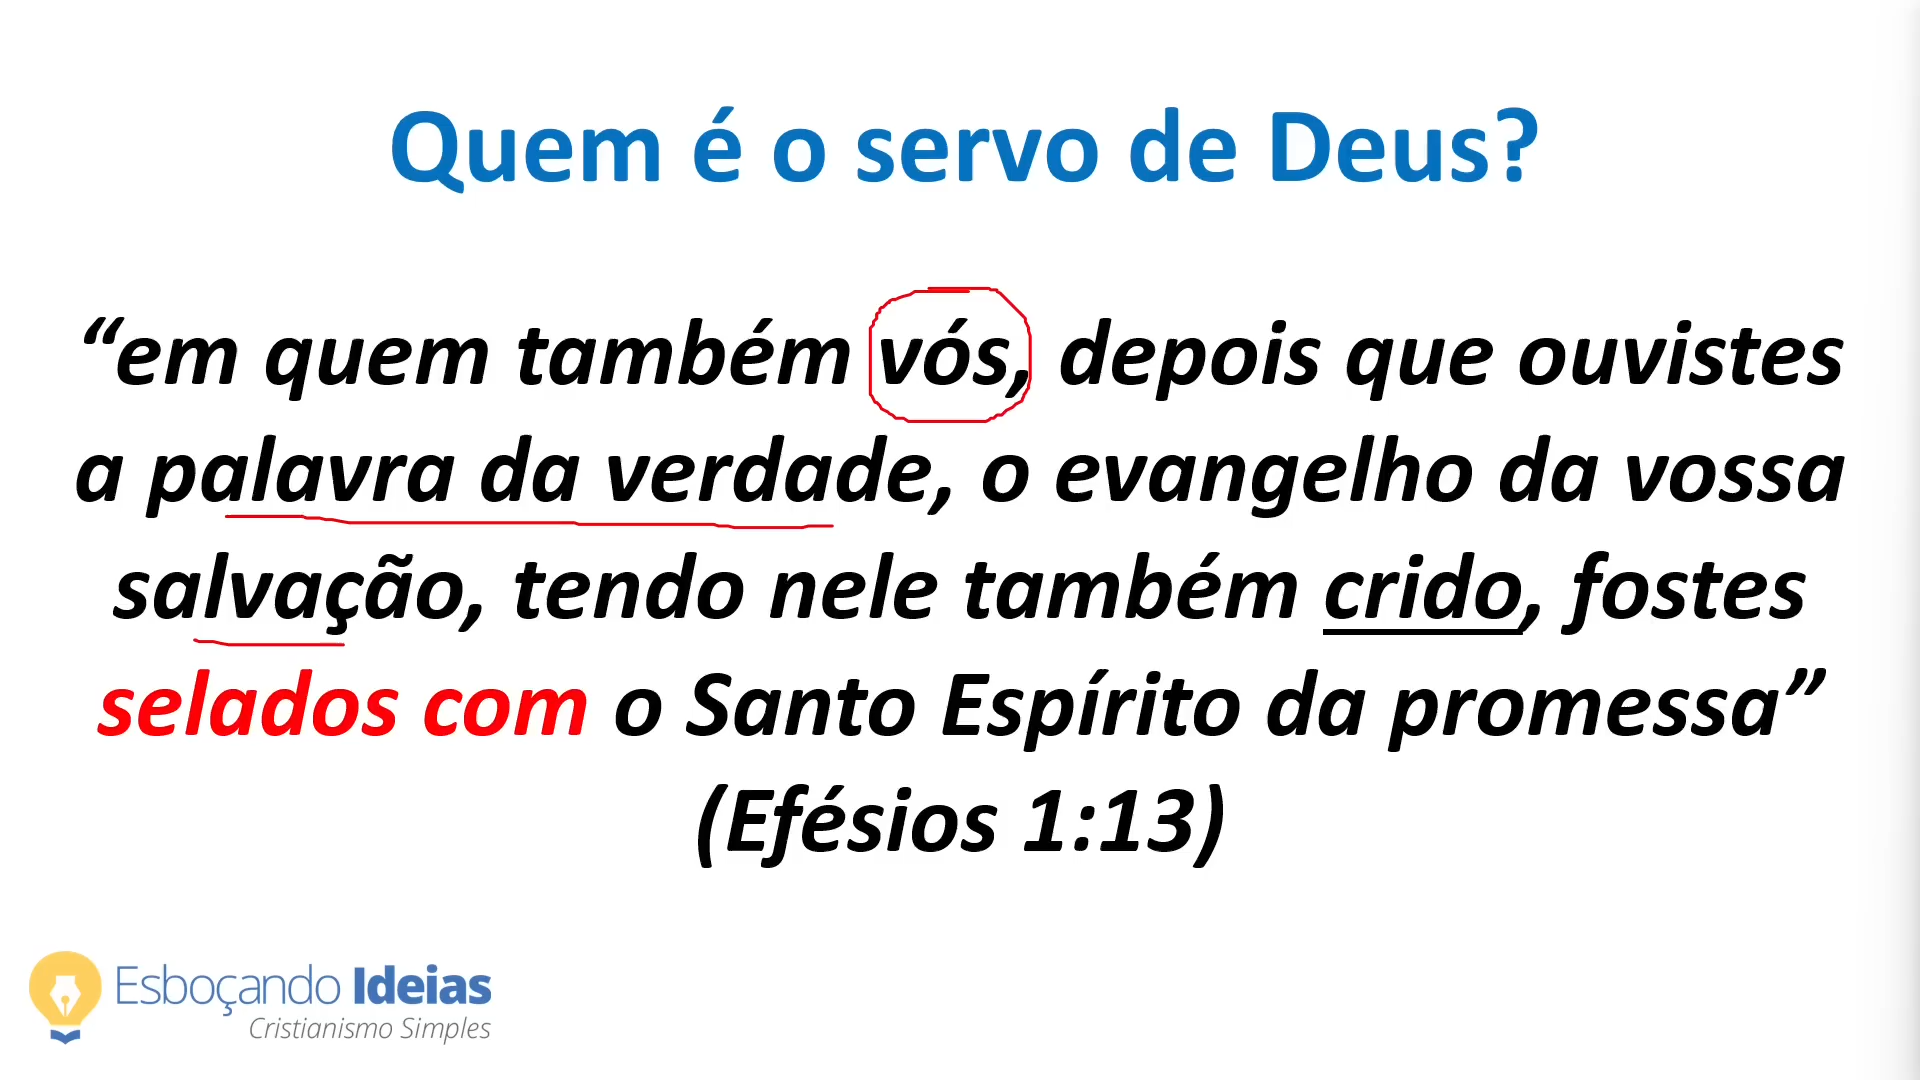 Quem é o servo de Deus?
“em quem também vós, depois que ouvistes
a palavra da verdade, o evangelho da vossa
salvação, tendo nele também crido, fostes
selados com o Santo Espírito da promessa”
(Efésios 1:13)
Esboçando Ideias
Cristianismo Simples